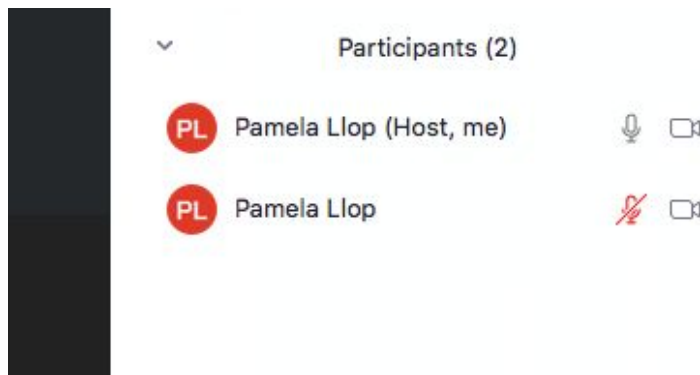 Participants (2)
PL Pamela Llop (Host, me)
PL Pamela Llop